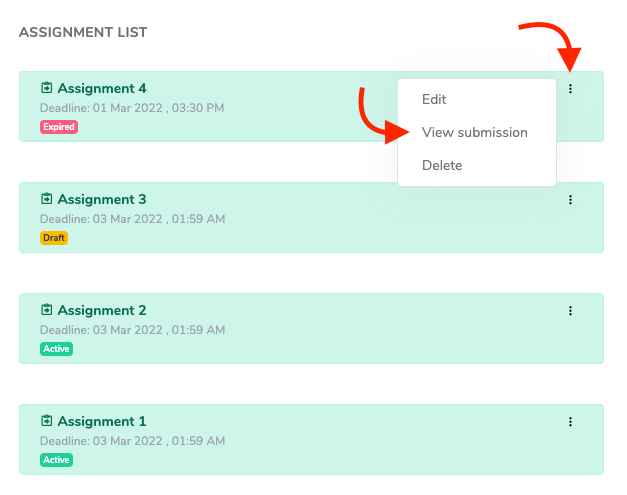 ASSIGNMENT LIST
Assignment 4
Deadline: 01 Mar 2022 , 03:30 PM
Expired
Edit
View submission
Delete
Assignment 3
Deadline: 03 Mar 2022 , 01:59 AM
Draft
Assignment 2
Deadline: 03 Mar 2022 , 01:59 AM
Active
Assignment 1
Deadline: 03 Mar 2022 , 01:59 AM
Active